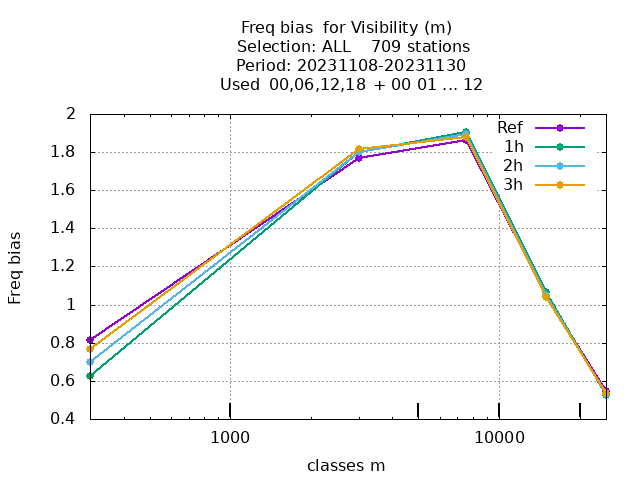 Freq bias  for Visibility (m)
Selection: ALL    709 stations
Period: 20231108-20231130
Used  00,06,12,18  + 00 01 ... 12
Ref
1h
2h
3h
2
1.8
1.6
1.4
1.2
1
0.8
0.6
0.4
Freq bias
1000
10000
classes m